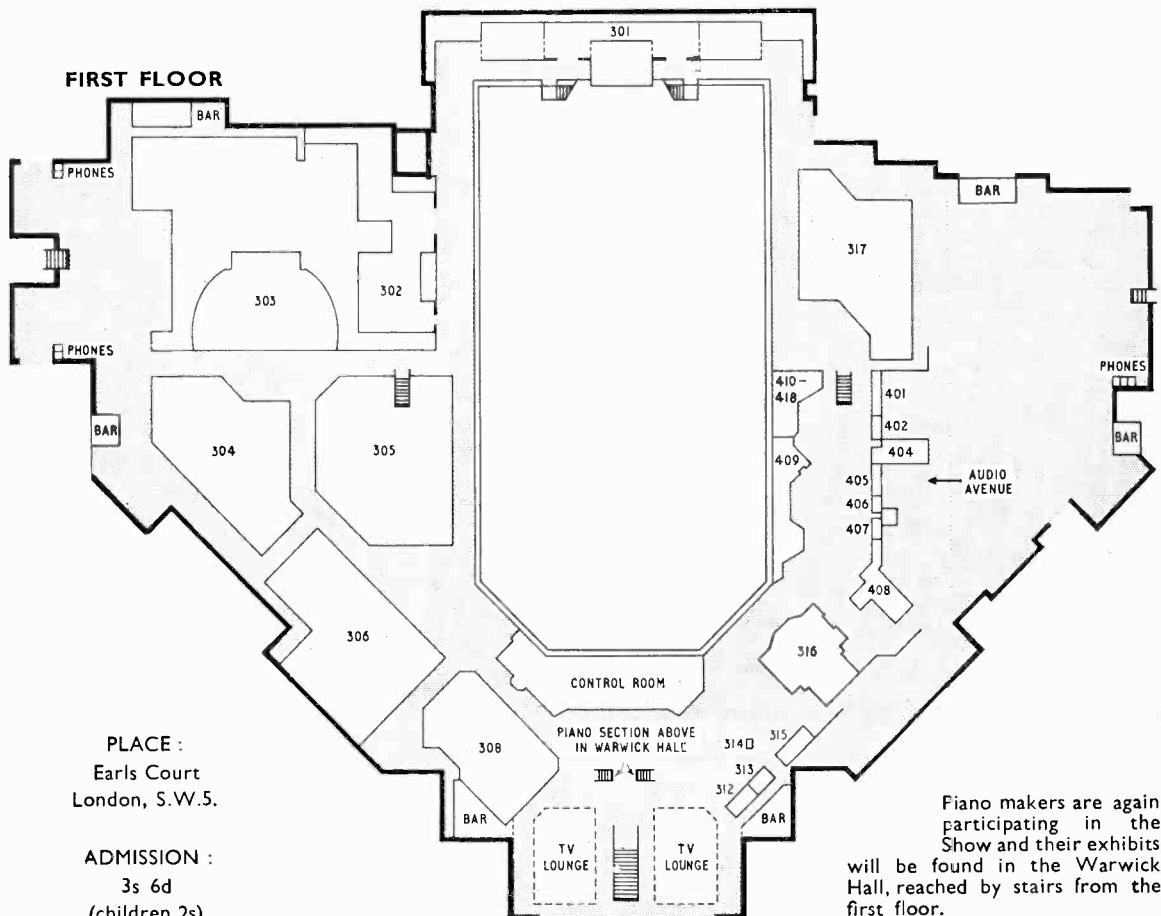 301
FIRST FLOOR
BAR
PHONES
BAR
317
302
303
PHONES
PHONES
410–
418
401
402
BAR
304
305
BAR
409
404
405
AUDIO
AVENUE
406
407
408
306
316
CONTROL ROOM
PIANO SECTION ABOVE
IN WARWICK HALL
308
314
315
313
312
PLACE :
Earls Court
London, S.W.5.
BAR
TV
LOUNGE
TV
LOUNGE
BAR
ADMISSION :
3s 6d
(children 2s)
Piano makers are again
participating in the
Show and their exhibits
will be found in the Warwick
Hall, reached by stairs from the
first floor.